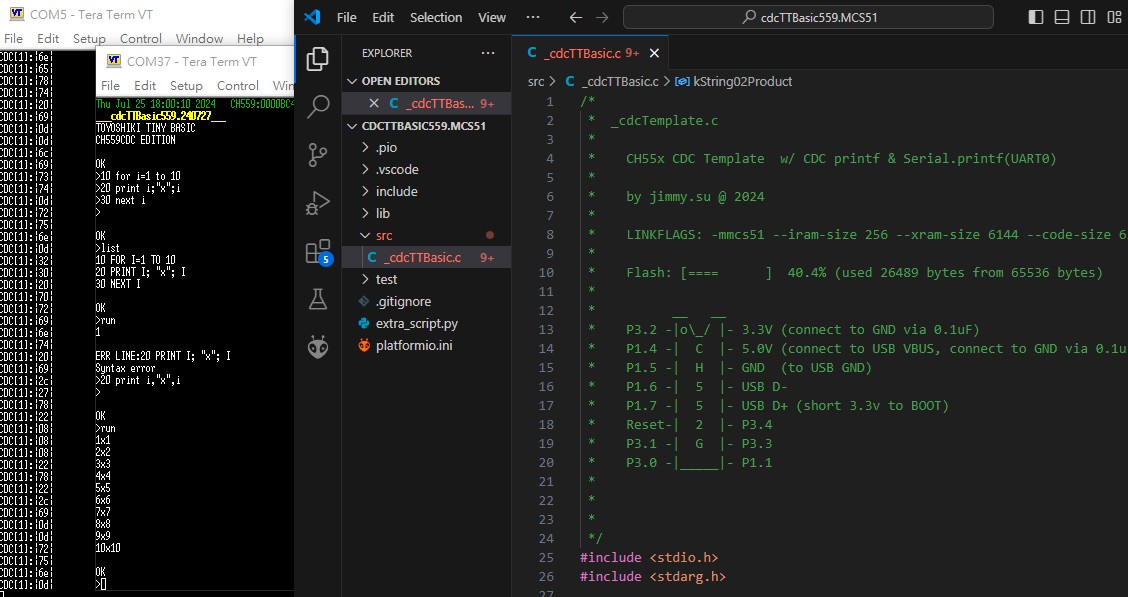 COM5 - Tera Term VT
File Edit Setup Control Window Help
CDC[1]:|6e|
CDC[1]:|65|
CDC[1]:|78|
CDC[1]:|74|
CDC[1]:|20|
CDC[1]:|69|
CDC[1]:|0d|
CDC[1]:|6c|
CDC[1]:|69|
CDC[1]:|73|
CDC[1]:|74|
CDC[1]:|0d|
CDC[1]:|72|
CDC[1]:|75|
CDC[1]:|6e|
CDC[1]:|0d|
CDC[1]:|32|
CDC[1]:|30|
CDC[1]:|20|
CDC[1]:|70|
CDC[1]:|72|
CDC[1]:|69|
CDC[1]:|6e|
CDC[1]:|74|
CDC[1]:|20|
CDC[1]:|69|
CDC[1]:|2c|
CDC[1]:|27|
CDC[1]:|78|
CDC[1]:|22|
CDC[1]:|08|
CDC[1]:|08|
CDC[1]:|08|
CDC[1]:|22|
CDC[1]:|78|
CDC[1]:|22|
CDC[1]:|2c|
CDC[1]:|69|
CDC[1]:|0d|
CDC[1]:|72|
CDC[1]:|75|
CDC[1]:|6e|
CDC[1]:|0d|
COM37 - Tera Term VT
File Edit Setup Control Win
Thu Jul 25 18:00:10 2024 CH559:0000BC4
___cdcTTBasic559.240727___
TOYOSHIKI TINY BASIC
CH559CDC EDITION
OK
>10 for i=1 to 10
>20 print i;"x";i
>30 next i
>
OK
>list
10 FOR I=1 TO 10
20 PRINT I; "x"; I
30 NEXT I
OK
>run
1
ERR LINE:20 PRINT I; "x"; I
Syntax error
>20 print i,"x",i
>
OK
>run
1x1
2x2
3x3
4x4
5x5
6x6
7x7
8x8
9x9
10x10
OK
>
File Edit Selection View ···
cdcTTBasic559.MCS51
EXPLORER ···
OPEN EDITORS
C _cdcTTBas... 9+
CDCTTBASIC559.MCS51
.pio
.vscode
include
lib
src
C _cdcTTBasic.c 9+
test
.gitignore
extra_script.py
platformio.ini
5
C _cdcTTBasic.c 9+
src > C _cdcTTBasic.c > kString02Product
1 /*
2 * _cdcTemplate.c
3 *
4 * CH55x CDC Template w/ CDC printf & Serial.printf(UART0)
5 *
6 * by jimmy.su @ 2024
7 *
8 * LINKFLAGS: -mmcs51 --iram-size 256 --xram-size 6144 --code-size 6
9 *
10 * Flash: [==== ] 40.4% (used 26489 bytes from 65536 bytes)
11 *
12 * __ __
13 * P3.2 -|o\_/ |- 3.3V (connect to GND via 0.1uF)
14 * P1.4 -| C |- 5.0V (connect to USB VBUS, connect to GND via 0.1u
15 * P1.5 -| H |- GND (to USB GND)
16 * P1.6 -| 5 |- USB D-
17 * P1.7 -| 5 |- USB D+ (short 3.3v to BOOT)
18 * Reset-| 2 |- P3.4
19 * P3.1 -| G |- P3.3
20 * P3.0 -|_____|- P1.1
21 *
22 *
23 *
24 */
25 #include <stdio.h>
26 #include <stdarg.h>
27